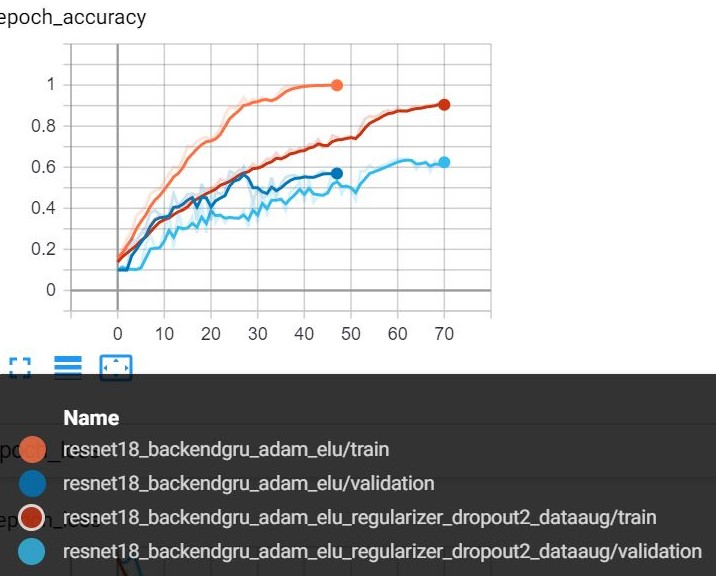 epoch_accuracy
1
0.8
0.6
0.4
0.2
0
0 10 20 30 40 50 60 70
Name
resnet18_backendgru_adam_elu/train
resnet18_backendgru_adam_elu/validation
resnet18_backendgru_adam_elu_regularizer_dropout2_dataaug/train
resnet18_backendgru_adam_elu_regularizer_dropout2_dataaug/validation